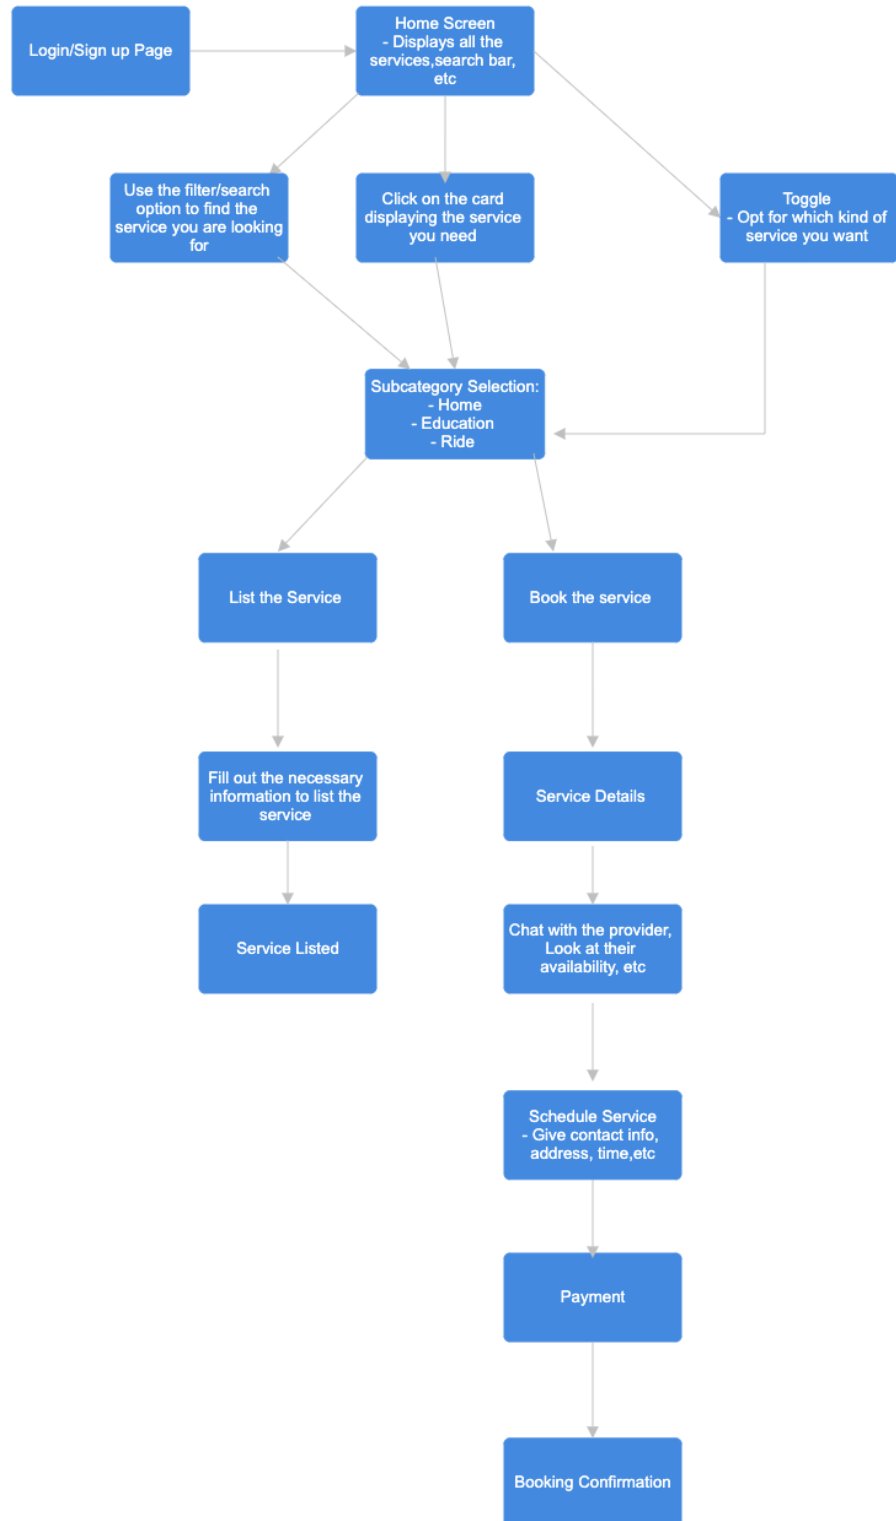 Login/Sign up Page
Home Screen
- Displays all the
services,search bar,
etc
Use the filter/search
option to find the
service you are looking
for
Click on the card
displaying the service
you need
Toggle
- Opt for which kind of
service you want
Subcategory Selection:
- Home
- Education
- Ride
List the Service
Book the service
Fill out the necessary
information to list the
service
Service Details
Service Listed
Chat with the provider,
Look at their
availability, etc
Schedule Service
- Give contact info,
address, time,etc
Payment
Booking Confirmation